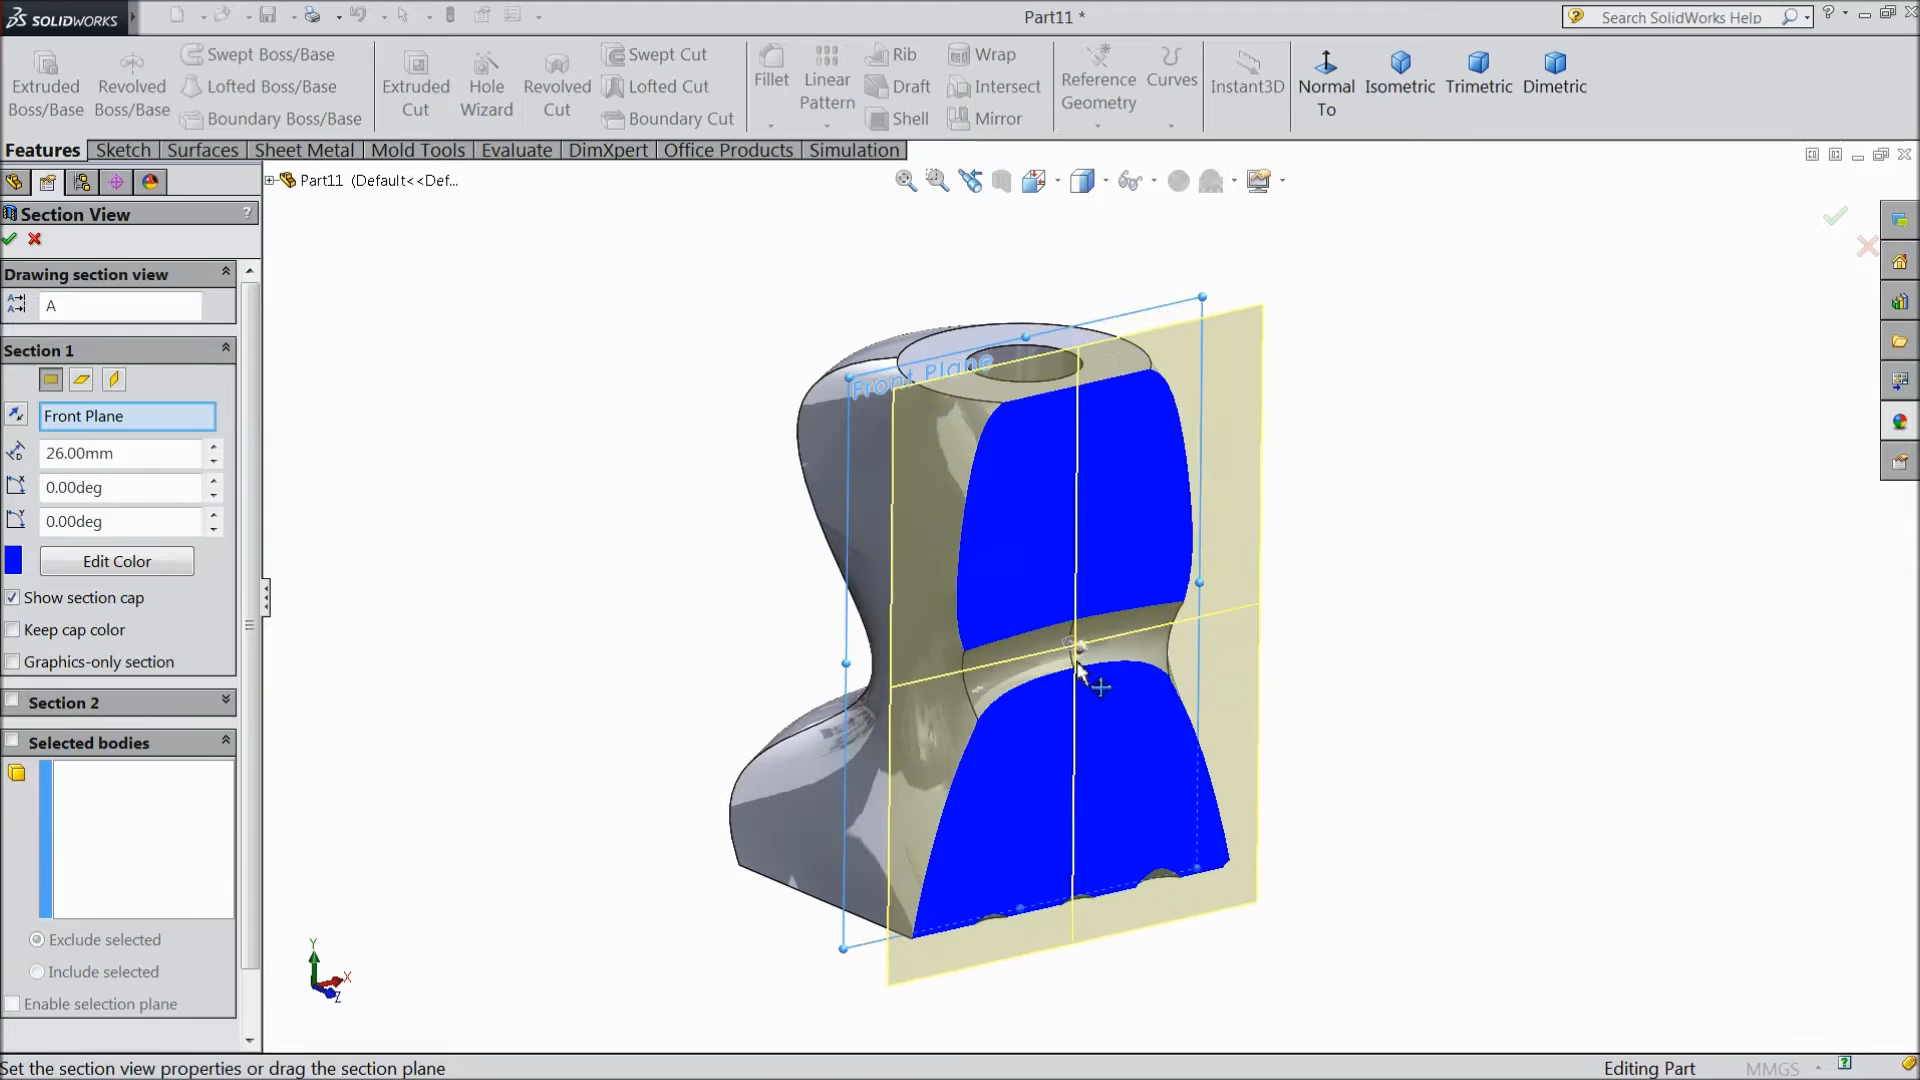 SOLIDWORKS
Part11 *
Search SolidWorks Help
Extruded Boss/Base
Revolved Boss/Base
Swept Boss/Base
Lofted Boss/Base
Boundary Boss/Base
Extruded Cut
Hole Wizard
Revolved Cut
Swept Cut
Lofted Cut
Boundary Cut
Fillet
Linear Pattern
Rib
Draft
Shell
Wrap
Intersect
Mirror
Reference Geometry
Curves
Instant3D
Normal To
Isometric
Trimetric
Dimetric
Features
Sketch
Surfaces
Sheet Metal
Mold Tools
Evaluate
DimXpert
Office Products
Simulation
Part11 (Default<<Def...
Section View
?
Drawing section view
A
Section 1
Front Plane
26.00mm
0.00deg
0.00deg
Edit Color
Show section cap
Keep cap color
Graphics-only section
Section 2
Selected bodies
Exclude selected
Include selected
Enable selection plane
Front Plane
Y
X
Z
Set the section view properties or drag the section plane
Editing Part
MMGS